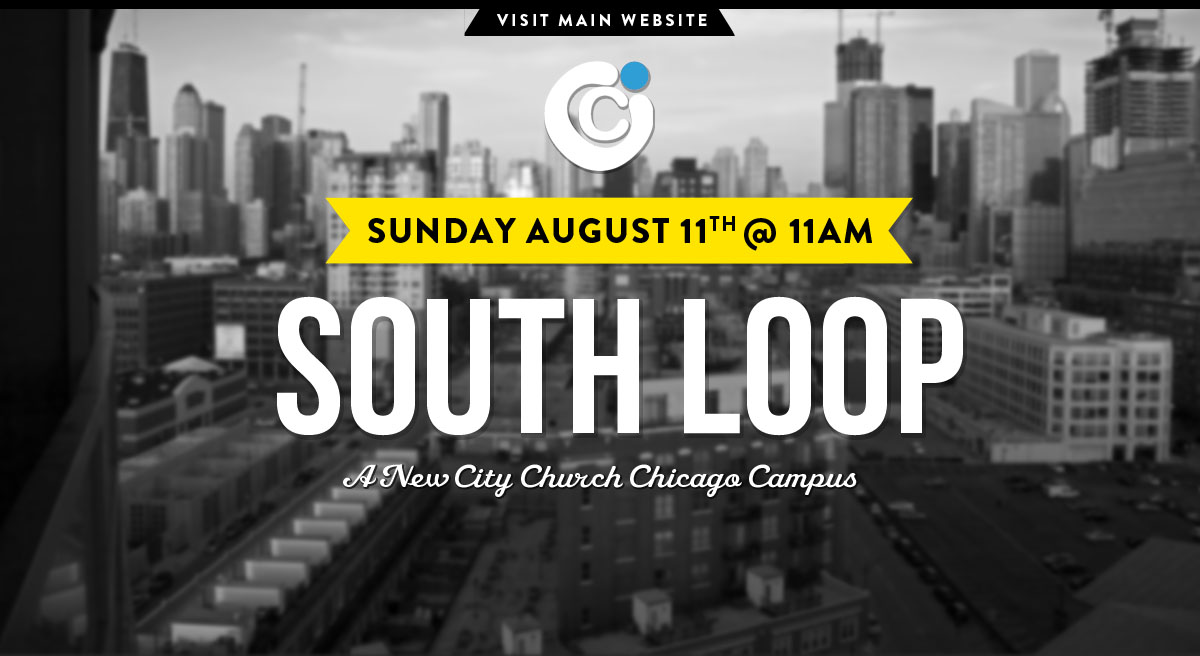 VISIT MAIN WEBSITE
SUNDAY AUGUST 11TH @ 11AM
SOUTH LOOP
A New City Church Chicago Campus